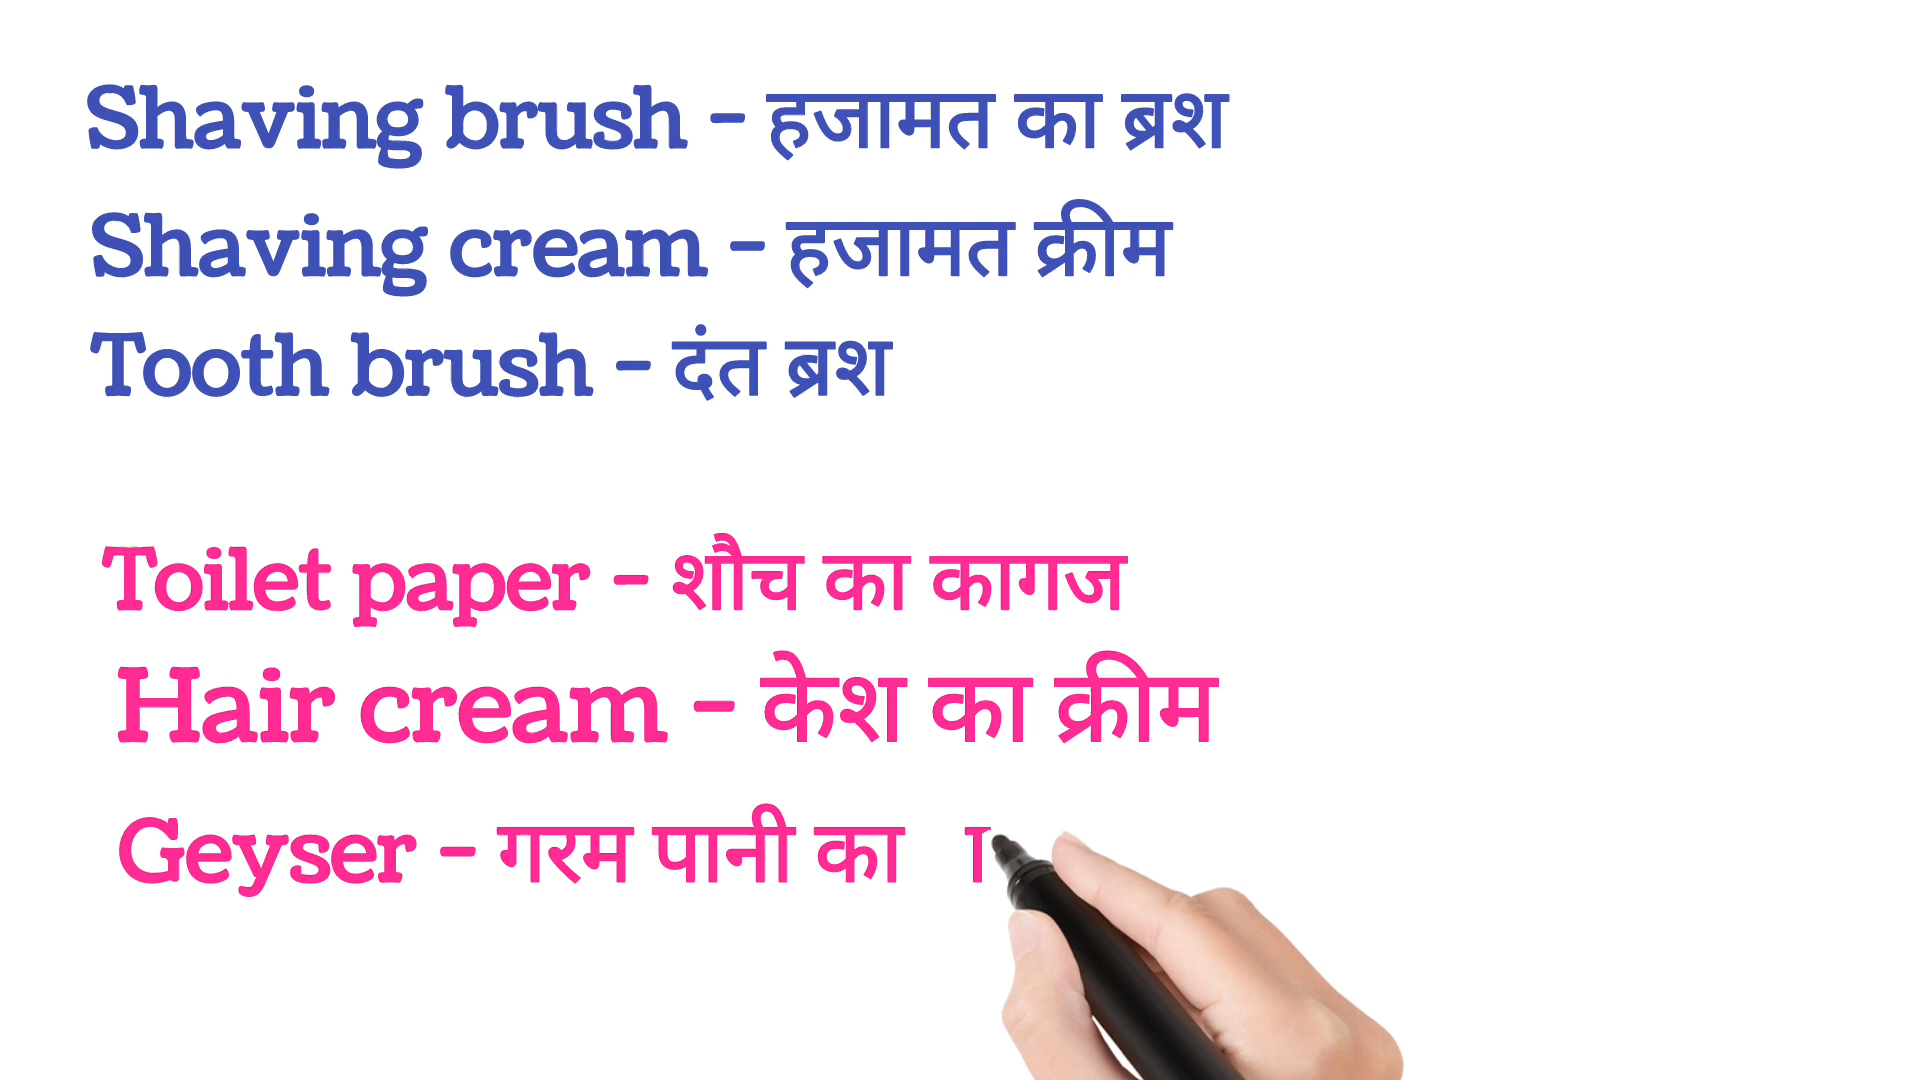 Shaving brush - हजामत का ब्रश
Shaving cream - हजामत क्रीम
Tooth brush - दंत ब्रश
Toilet paper - शौच का कागज
Hair cream - केश का क्रीम
Geyser - गरम पानी का